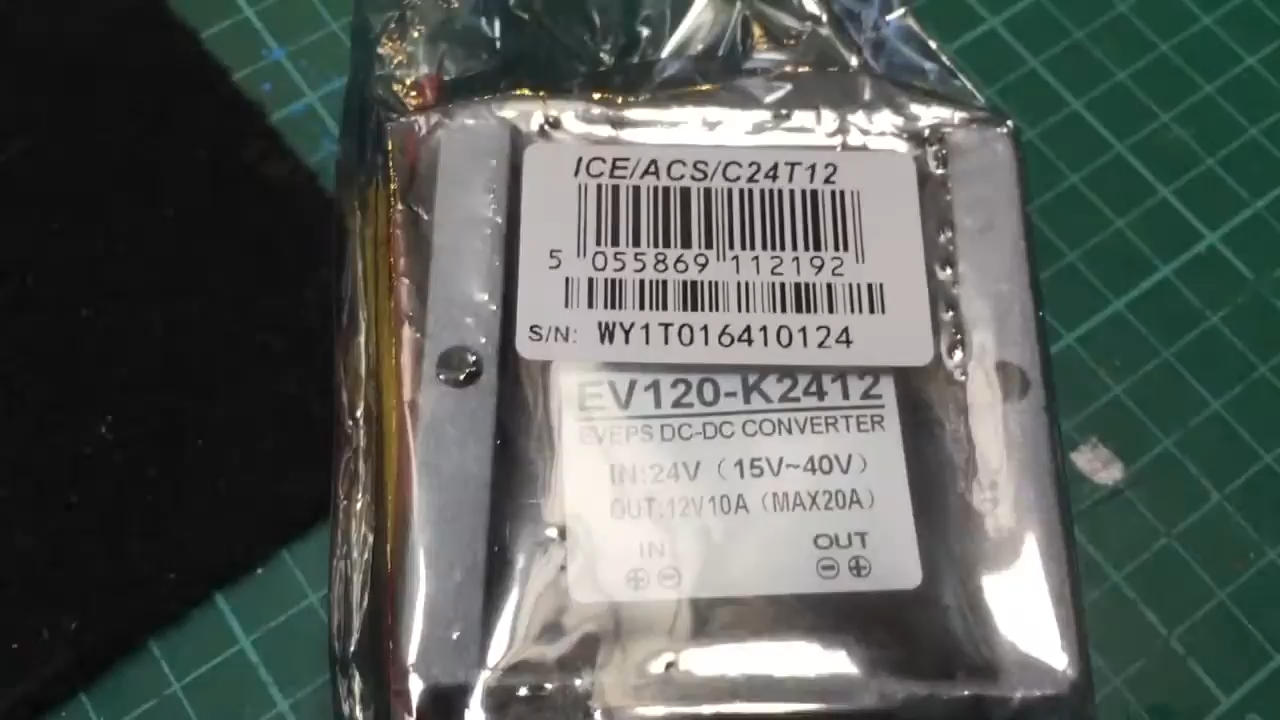 ICE/ACS/C24T12
5 055869 112192
S/N: WY1T016410124
EV120-K2412
EVEPS DC-DC CONVERTER
IN:24V (15V~40V)
OUT:12V10A (MAX20A)
IN OUT
⊕ ⊖ ⊖ ⊕